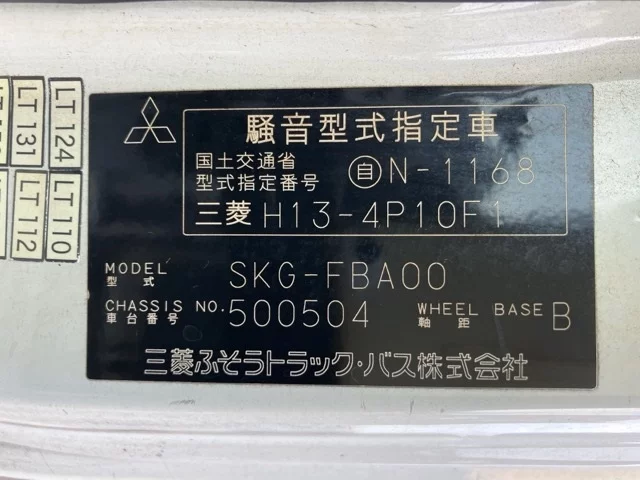 騒音型式指定車
国土交通省
型式指定番号
自 N-1168
三菱 H13-4P10F1
MODEL
型式
SKG-FBA00
CHASSIS NO.
車台番号
500504
WHEEL BASE
軸距
B
三菱ふそうトラック・バス株式会社
LT 131
LT 124
LT 112
LT 110